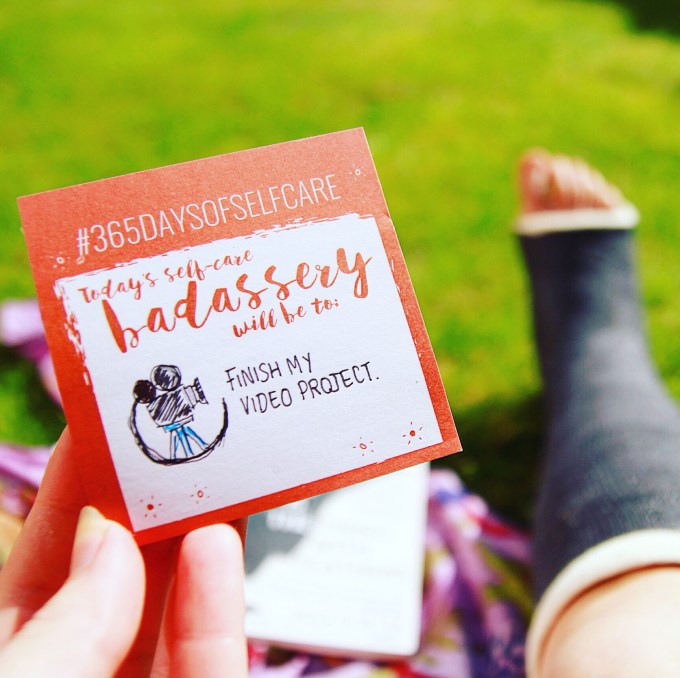 #365DAYSOFSELFCARE
Today's self-care
badassery
will be to:
FINISH MY
VIDEO PROJECT.